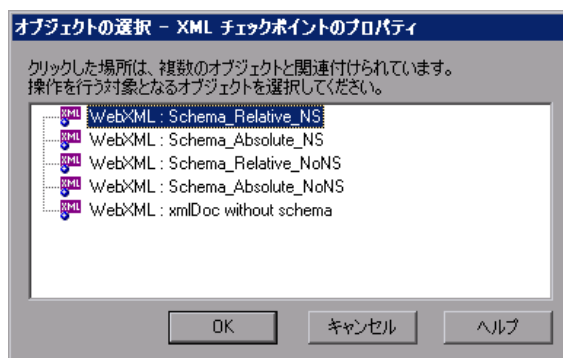 オブジェクトの選択 - XML チェックポイントのプロパティ
クリックした場所は、複数のオブジェクトと関連付けられています。
操作を行う対象となるオブジェクトを選択してください。
XML WebXML : Schema_Relative_NS
XML WebXML : Schema_Absolute_NS
XML WebXML : Schema_Relative_NoNS
XML WebXML : Schema_Absolute_NoNS
XML WebXML : xmlDoc without schema
OK キャンセル ヘルプ